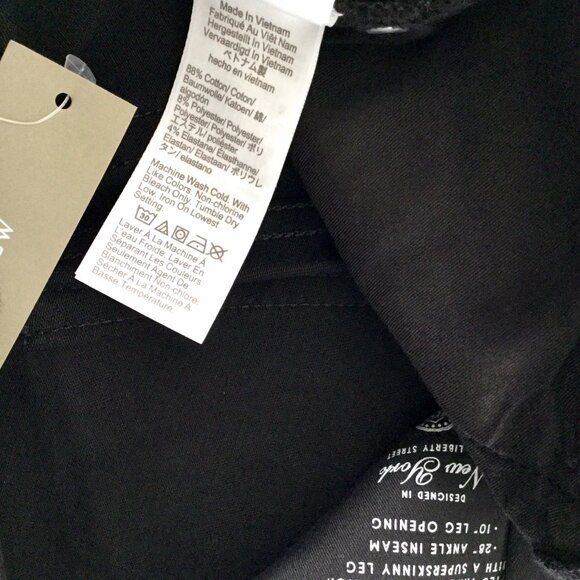 Made In Vietnam
Fabriqué Au Viêt Nam
Hergestellt In Vietnam
Vervaardigd In Vietnam
ベトナム製
hecho en vietnam
88% Cotton/ Coton/
Baumwolle/ Katoen/ 綿/
algodón
8% Polyester/ Polyester/
Polyester/ Polyester/ ポリ
エステル/ poliéster
4% Elastane/ Élasthanne/
Elastan/ Elastaan/ ポリウレ
タン/ elastano
Machine Wash Cold. With
Like Colors. Non-chlorine
Bleach Only. Tumble Dry
Low. Iron On Lowest
Setting.
30
Laver À La Machine À
L'eau Froide. Laver En
Séparant Les Couleurs
Seulement Agent De
Blanchiment Non-chlore.
Sécher À La Machine À
Basse Température.
A SUPERSKINNY LEG
• 28" ANKLE INSEAM
• 10" LEG OPENING
DESIGNED IN
New York
LIBERTY STREET